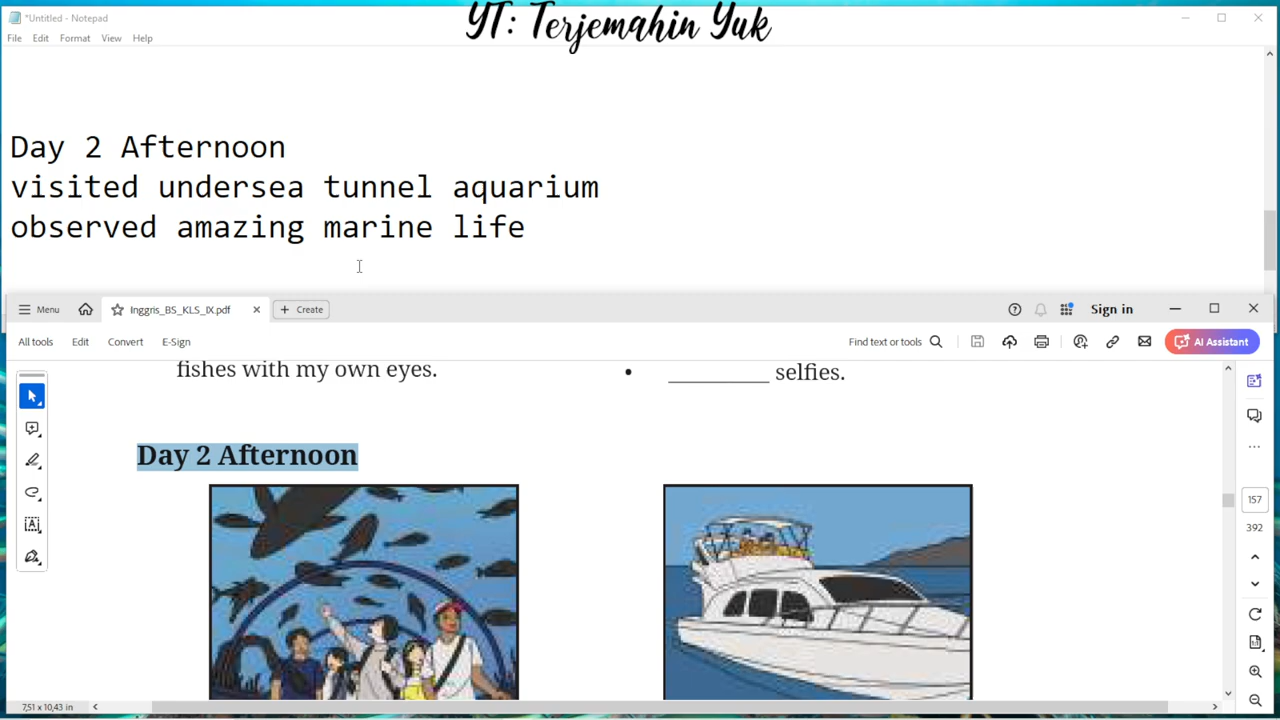 *Untitled - Notepad
YT: Terjemahin Yuk
File Edit Format View Help
Day 2 Afternoon
visited undersea tunnel aquarium
observed amazing marine life
Menu
Inggris_BS_KLS_IX.pdf
Create
Sign in
All tools Edit Convert E-Sign
Find text or tools
AI Assistant
fishes with my own eyes.
• __________ selfies.
Day 2 Afternoon
157
392
7,51 x 10,43 in